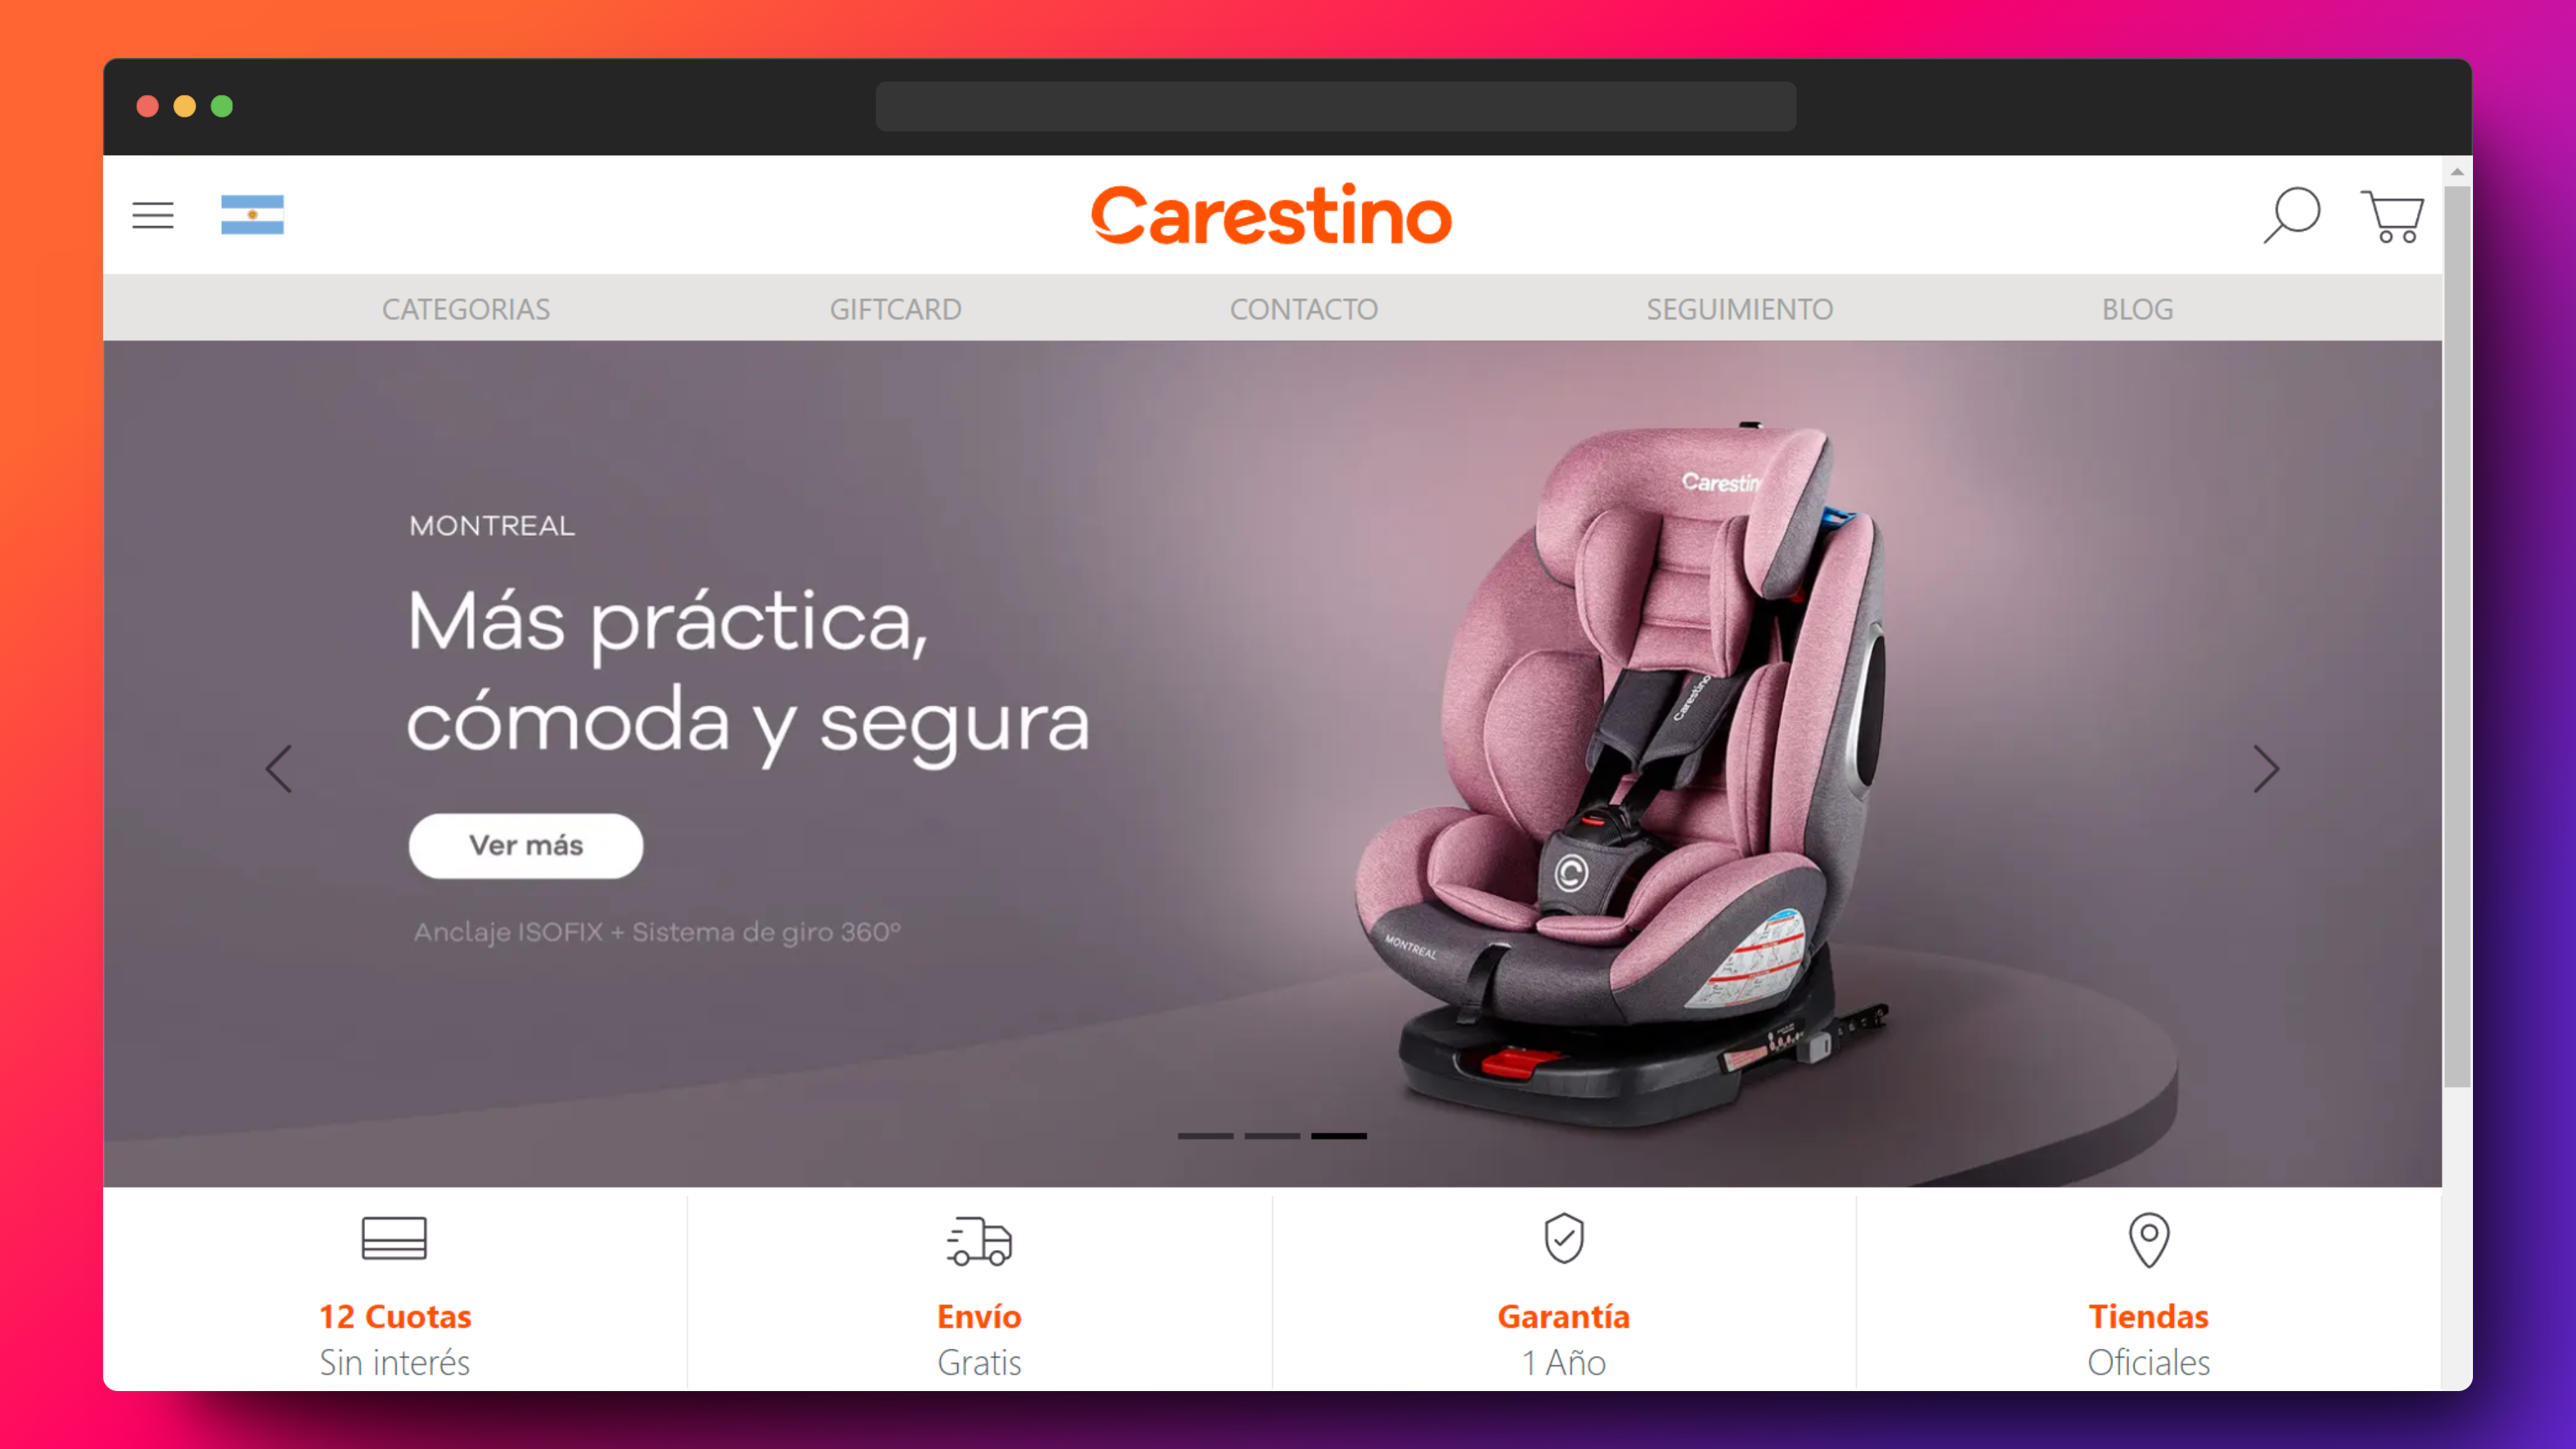 Carestino
CATEGORIAS GIFTCARD CONTACTO SEGUIMIENTO BLOG
MONTREAL
Más práctica,
cómoda y segura
Ver más
Anclaje ISOFIX + Sistema de giro 360º
Carestin
Carestino
MONTREAL
12 Cuotas
Sin interés
Envío
Gratis
Garantía
1 Año
Tiendas
Oficiales